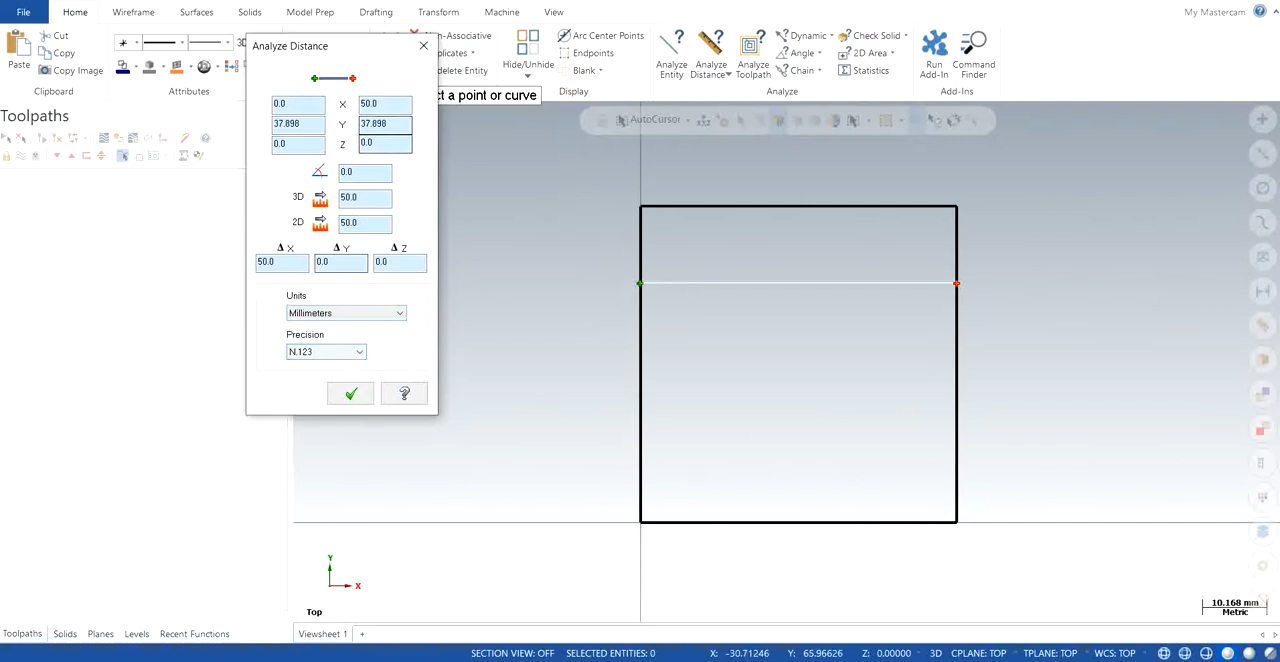 File Home Wireframe Surfaces Solids Model Prep Drafting Transform Machine View My Mastercam
Paste
Cut
Copy
Copy Image
Clipboard
Attributes
3D
Analyze Distance
0.0 X 50.0
37.898 Y 37.898
0.0 Z 0.0
0.0
3D 50.0
2D 50.0
Δ X Δ Y Δ Z
50.0 0.0 0.0
Units
Millimeters
Precision
N.123
n-Associative
plicates
delete Entity
Hide/Unhide
Arc Center Points
Endpoints
Blank
Display
Analyze Entity
Analyze Distance
Analyze Toolpath
Dynamic
Angle
Chain
Check Solid
2D Area
Statistics
Analyze
Run Add-In
Command Finder
Add-Ins
ct a point or curve
AutoCursor
Toolpaths
Y
X
Top
10.168 mm
Metric
Toolpaths Solids Planes Levels Recent Functions Viewsheet 1 +
SECTION VIEW: OFF SELECTED ENTITIES: 0 X: -30.71246 Y: 65.96626 Z: 0.00000 3D CPLANE: TOP TPLANE: TOP WCS: TOP